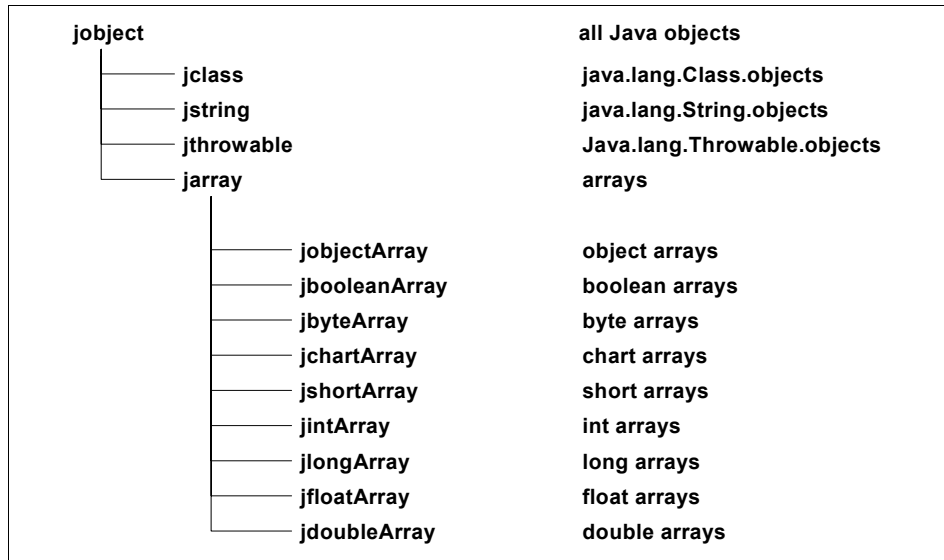 jobject all Java objects
jclass java.lang.Class.objects
jstring java.lang.String.objects
jthrowable Java.lang.Throwable.objects
jarray arrays
jobjectArray object arrays
jbooleanArray boolean arrays
jbyteArray byte arrays
jchartArray chart arrays
jshortArray short arrays
jintArray int arrays
jlongArray long arrays
jfloatArray float arrays
jdoubleArray double arrays